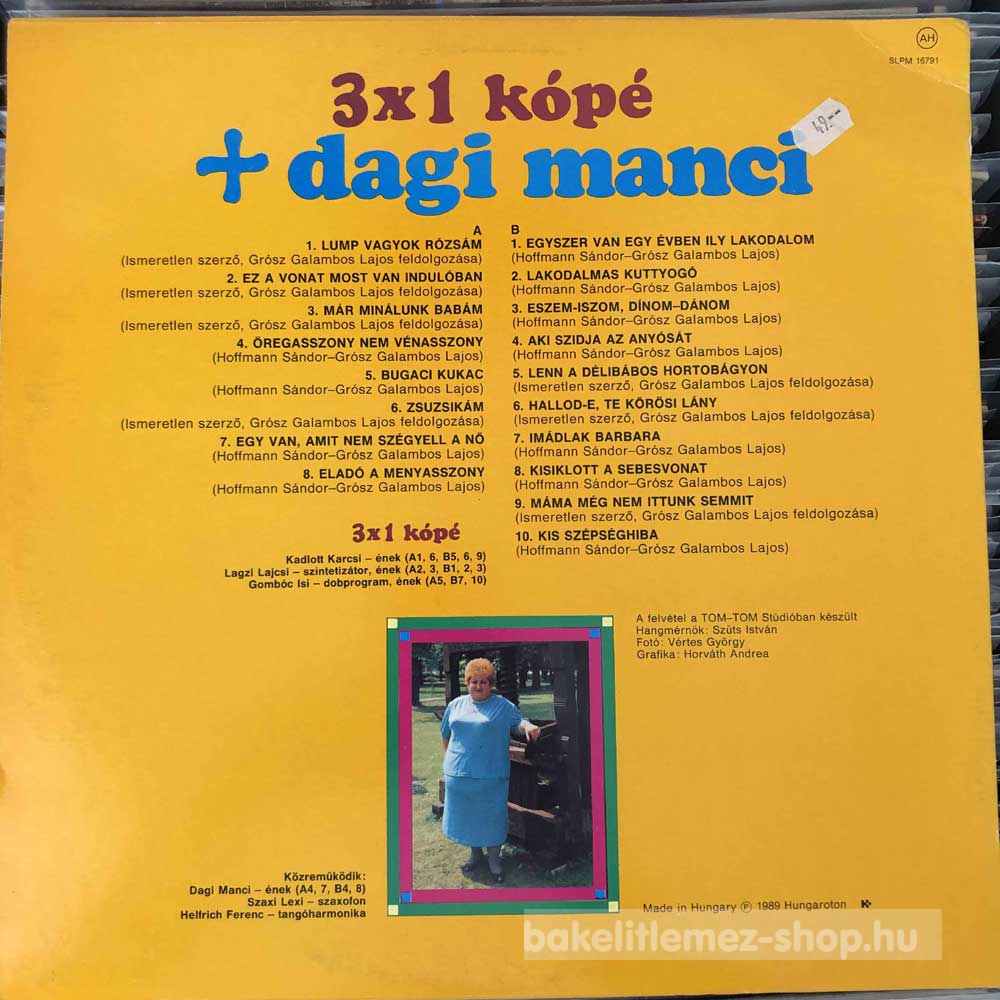 AH
SLPM 16791
3x1 kópé
+ dagi manci
49.--
A
1. LUMP VAGYOK RÓZSÁM
(Ismeretlen szerző, Grósz Galambos Lajos feldolgozása)
2. EZ A VONAT MOST VAN INDULÓBAN
(Ismeretlen szerző, Grósz Galambos Lajos feldolgozása)
3. MÁR MINÁLUNK BABÁM
(Ismeretlen szerző, Grósz Galambos Lajos feldolgozása)
4. ÖREGASSZONY NEM VÉNASSZONY
(Hoffmann Sándor–Grósz Galambos Lajos)
5. BUGACI KUKAC
(Hoffmann Sándor–Grósz Galambos Lajos)
6. ZSUZSIKÁM
(Ismeretlen szerző, Grósz Galambos Lajos feldolgozása)
7. EGY VAN, AMIT NEM SZÉGYELL A NŐ
(Hoffmann Sándor–Grósz Galambos Lajos)
8. ELADÓ A MENYASSZONY
(Hoffmann Sándor–Grósz Galambos Lajos)
B
1. EGYSZER VAN EGY ÉVBEN ILY LAKODALOM
(Hoffmann Sándor–Grósz Galambos Lajos)
2. LAKODALMAS KUTTYOGÓ
(Hoffmann Sándor–Grósz Galambos Lajos)
3. ESZEM-ISZOM, DÍNOM–DÁNOM
(Hoffmann Sándor–Grósz Galambos Lajos)
4. AKI SZIDJA AZ ANYÓSÁT
(Hoffmann Sándor–Grósz Galambos Lajos)
5. LENN A DÉLIBÁBOS HORTOBÁGYON
(Ismeretlen szerző, Grósz Galambos Lajos feldolgozása)
6. HALLOD-E, TE KÖRÖSI LÁNY
(Ismeretlen szerző, Grósz Galambos Lajos feldolgozása)
7. IMÁDLAK BARBARA
(Hoffmann Sándor–Grósz Galambos Lajos)
8. KISIKLOTT A SEBESVONAT
(Hoffmann Sándor–Grósz Galambos Lajos)
9. MÁMA MÉG NEM ITTUNK SEMMIT
(Ismeretlen szerző, Grósz Galambos Lajos feldolgozása)
10. KIS SZÉPSÉGHIBA
(Hoffmann Sándor–Grósz Galambos Lajos)
3x1 kópé
Kadlott Karcsi – ének (A1, 6, B5, 6, 9)
Lagzi Lajcsi – szintetizátor, ének (A2, 3, B1, 2, 3)
Gombóc Isi – dobprogram, ének (A5, B7, 10)
A felvétel a TOM–TOM Stúdióban készült
Hangmérnök: Szüts István
Fotó: Vértes György
Grafika: Horváth Andrea
Közreműködik:
Dagi Manci – ének (A4, 7, B4, 8)
Szaxi Lexi – szaxofon
Helfrich Ferenc – tangóharmonika
Made in Hungary Ⓟ 1989 Hungaroton
bakelitlemez-shop.hu